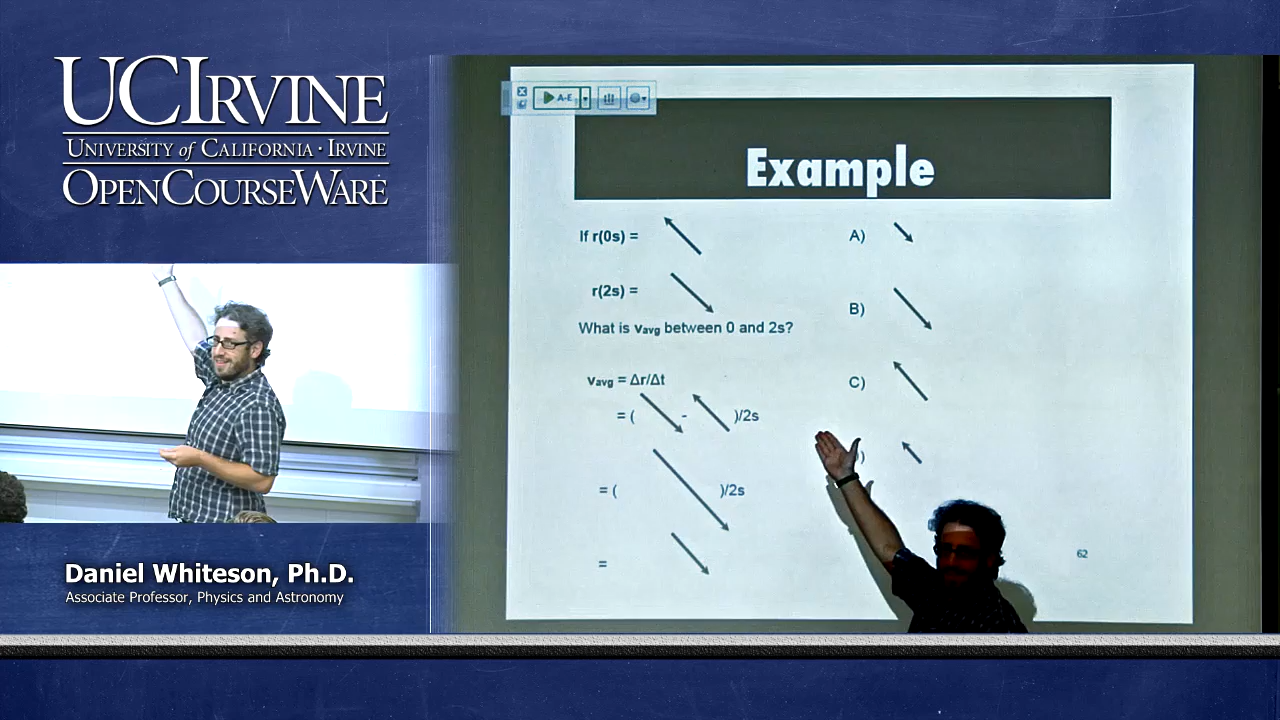 UCIRVINE
UNIVERSITY of CALIFORNIA · IRVINE
OPENCOURSEWARE
Daniel Whiteson, Ph.D.
Associate Professor, Physics and Astronomy
A-E
Example
If r(0s) =
r(2s) =
What is vavg between 0 and 2s?
vavg = Δr/Δt
= ( - )/2s
= ( )/2s
=
A)
B)
C)
)
62